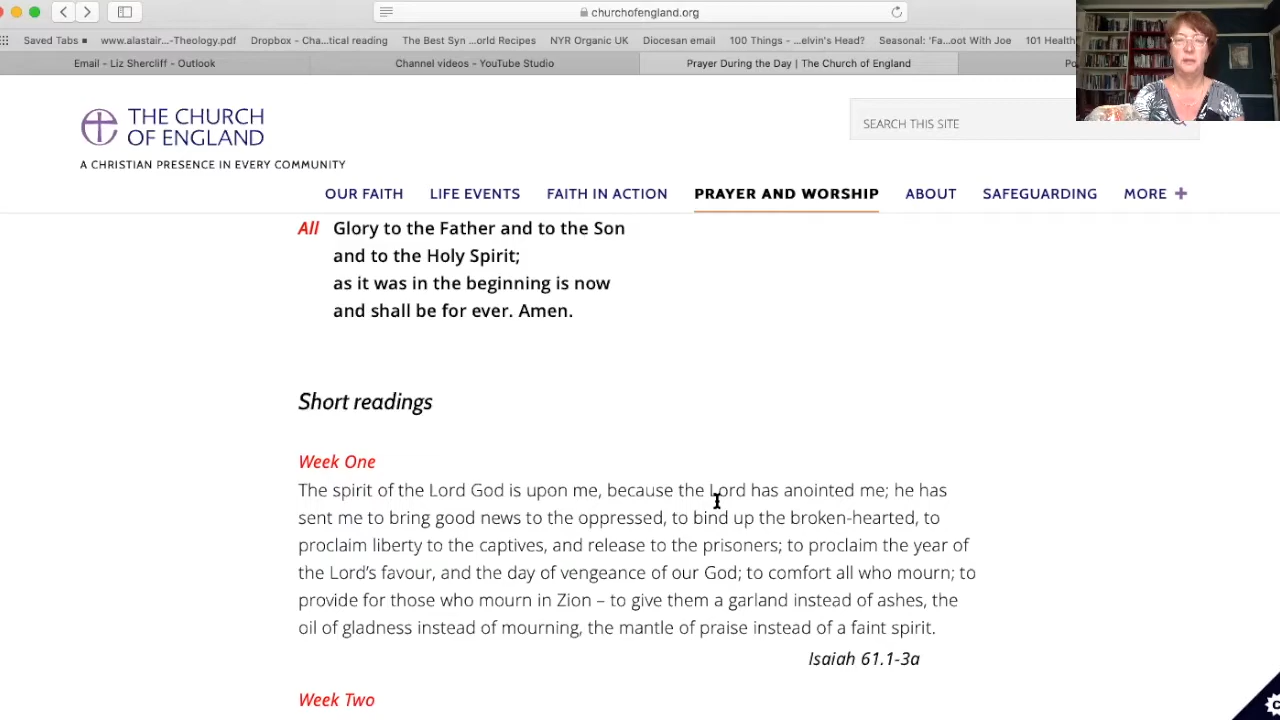 churchofengland.org
Saved Tabs www.alastair...-Theology.pdf Dropbox - Cha...tical reading The Best Syn ...old Recipes NYR Organic UK Diocesan email 100 Things - ...elvin's Head? Seasonal: 'Fa...oot With Joe 101 Health
Email - Liz Shercliff - Outlook Channel videos - YouTube Studio Prayer During the Day | The Church of England Po
THE CHURCH
OF ENGLAND
A CHRISTIAN PRESENCE IN EVERY COMMUNITY
SEARCH THIS SITE
OUR FAITH LIFE EVENTS FAITH IN ACTION PRAYER AND WORSHIP ABOUT SAFEGUARDING MORE +
All Glory to the Father and to the Son
and to the Holy Spirit;
as it was in the beginning is now
and shall be for ever. Amen.
Short readings
Week One
The spirit of the Lord God is upon me, because the Lord has anointed me; he has
sent me to bring good news to the oppressed, to bind up the broken-hearted, to
proclaim liberty to the captives, and release to the prisoners; to proclaim the year of
the Lord's favour, and the day of vengeance of our God; to comfort all who mourn; to
provide for those who mourn in Zion – to give them a garland instead of ashes, the
oil of gladness instead of mourning, the mantle of praise instead of a faint spirit.
Isaiah 61.1-3a
Week Two